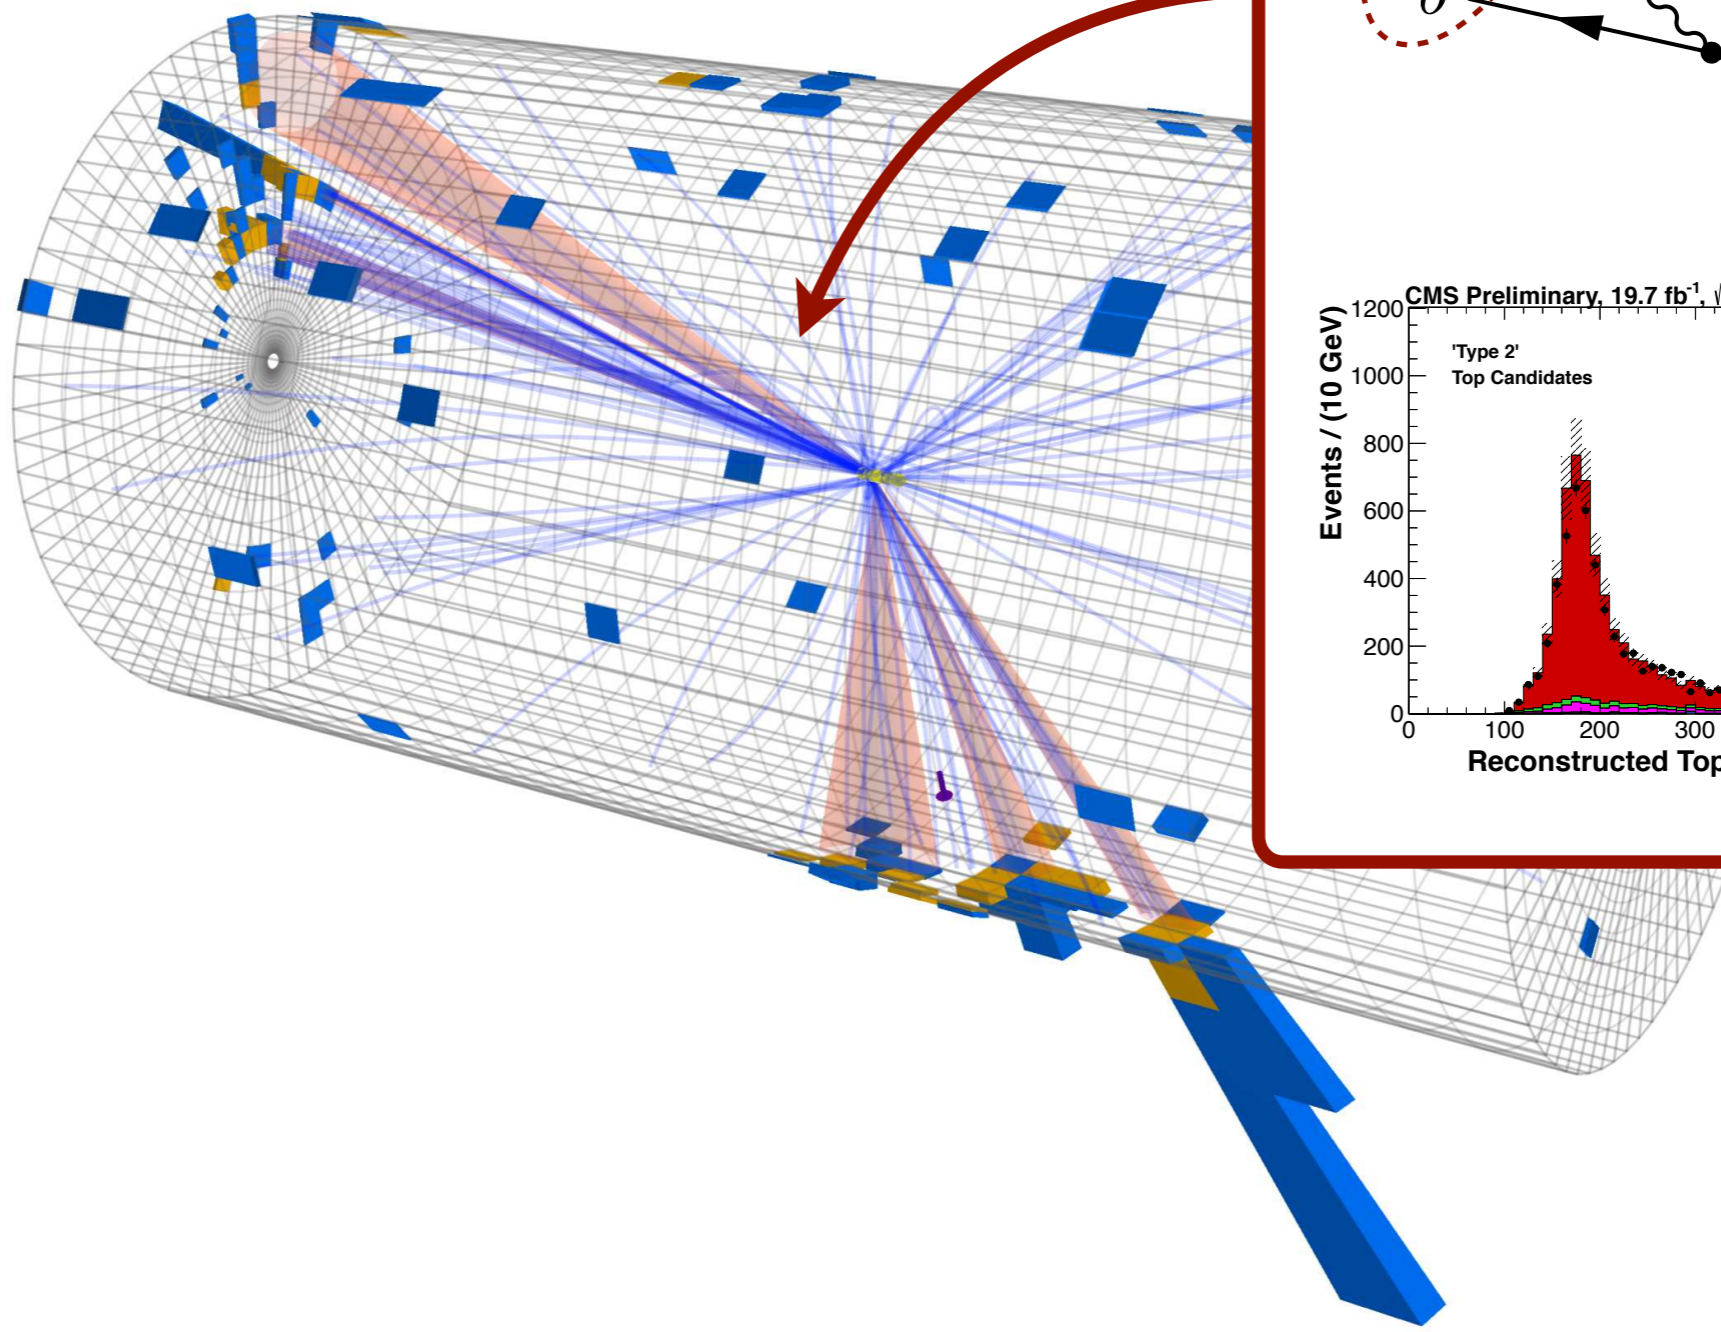 CMS Preliminary, 19.7 fb-1, √
1200
1000
800
600
400
200
0
Events / (10 GeV)
'Type 2'
Top Candidates
0 100 200 300
Reconstructed Top